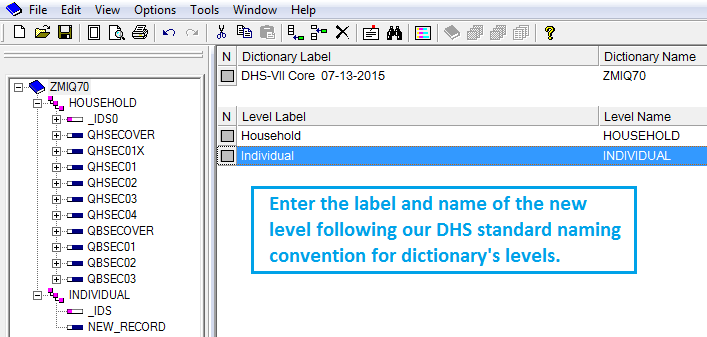 File Edit View Options Tools Window Help
N Dictionary Label Dictionary Name
DHS-VII Core 07-13-2015 ZMIQ70
N Level Label Level Name
Household HOUSEHOLD
Individual INDIVIDUAL
Enter the label and name of the new
level following our DHS standard naming
convention for dictionary's levels.
ZMIQ70
HOUSEHOLD
_IDS0
QHSECOVER
QHSEC01X
QHSEC01
QHSEC02
QHSEC03
QHSEC04
QBSECOVER
QBSEC01
QBSEC02
QBSEC03
INDIVIDUAL
_IDS
NEW_RECORD